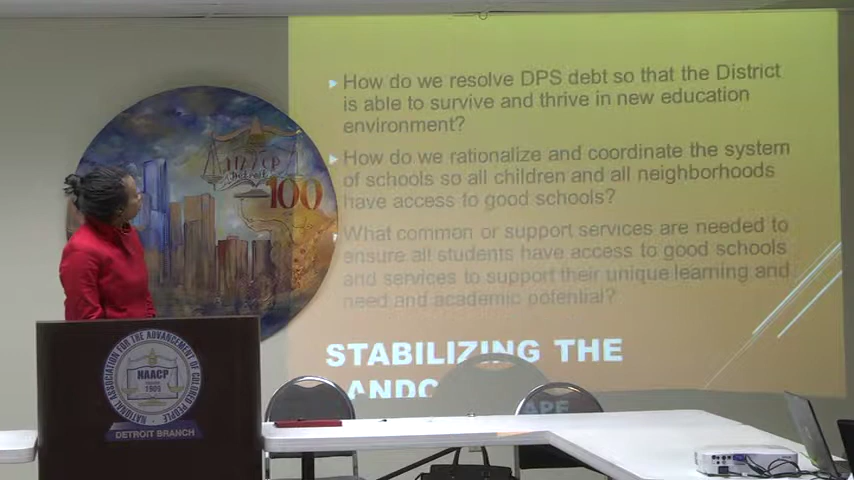 How do we resolve DPS debt so that the District
is able to survive and thrive in new education
environment?
How do we rationalize and coordinate the system
of schools so all children and all neighborhoods
have access to good schools?
What common or support services are needed to
ensure all students have access to good schools
and services to support their unique learning and
need and academic potential?
STABILIZING THE
NAACP
Detroit
100
NATIONAL ASSOCIATION FOR THE ADVANCEMENT OF COLORED PEOPLE
NAACP
FOUNDED
1909
DETROIT BRANCH